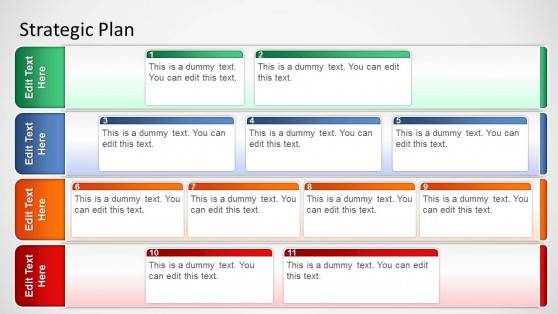 Strategic Plan
Edit Text
Here
1
This is a dummy text.
You can edit this text.
2
This is a dummy text. You can edit
this text.
Edit Text
Here
3
This is a dummy text. You can
edit this text.
4
This is a dummy text. You can
edit this text.
5
This is a dummy text. You can
edit this text.
Edit Text
Here
6
This is a dummy text. You
can edit this text.
7
This is a dummy text. You
can edit this text.
8
This is a dummy text. You
can edit this text.
9
This is a dummy text. You
can edit this text.
Edit Text
Here
10
This is a dummy text. You
can edit this text.
11
This is a dummy text. You can edit
this text.